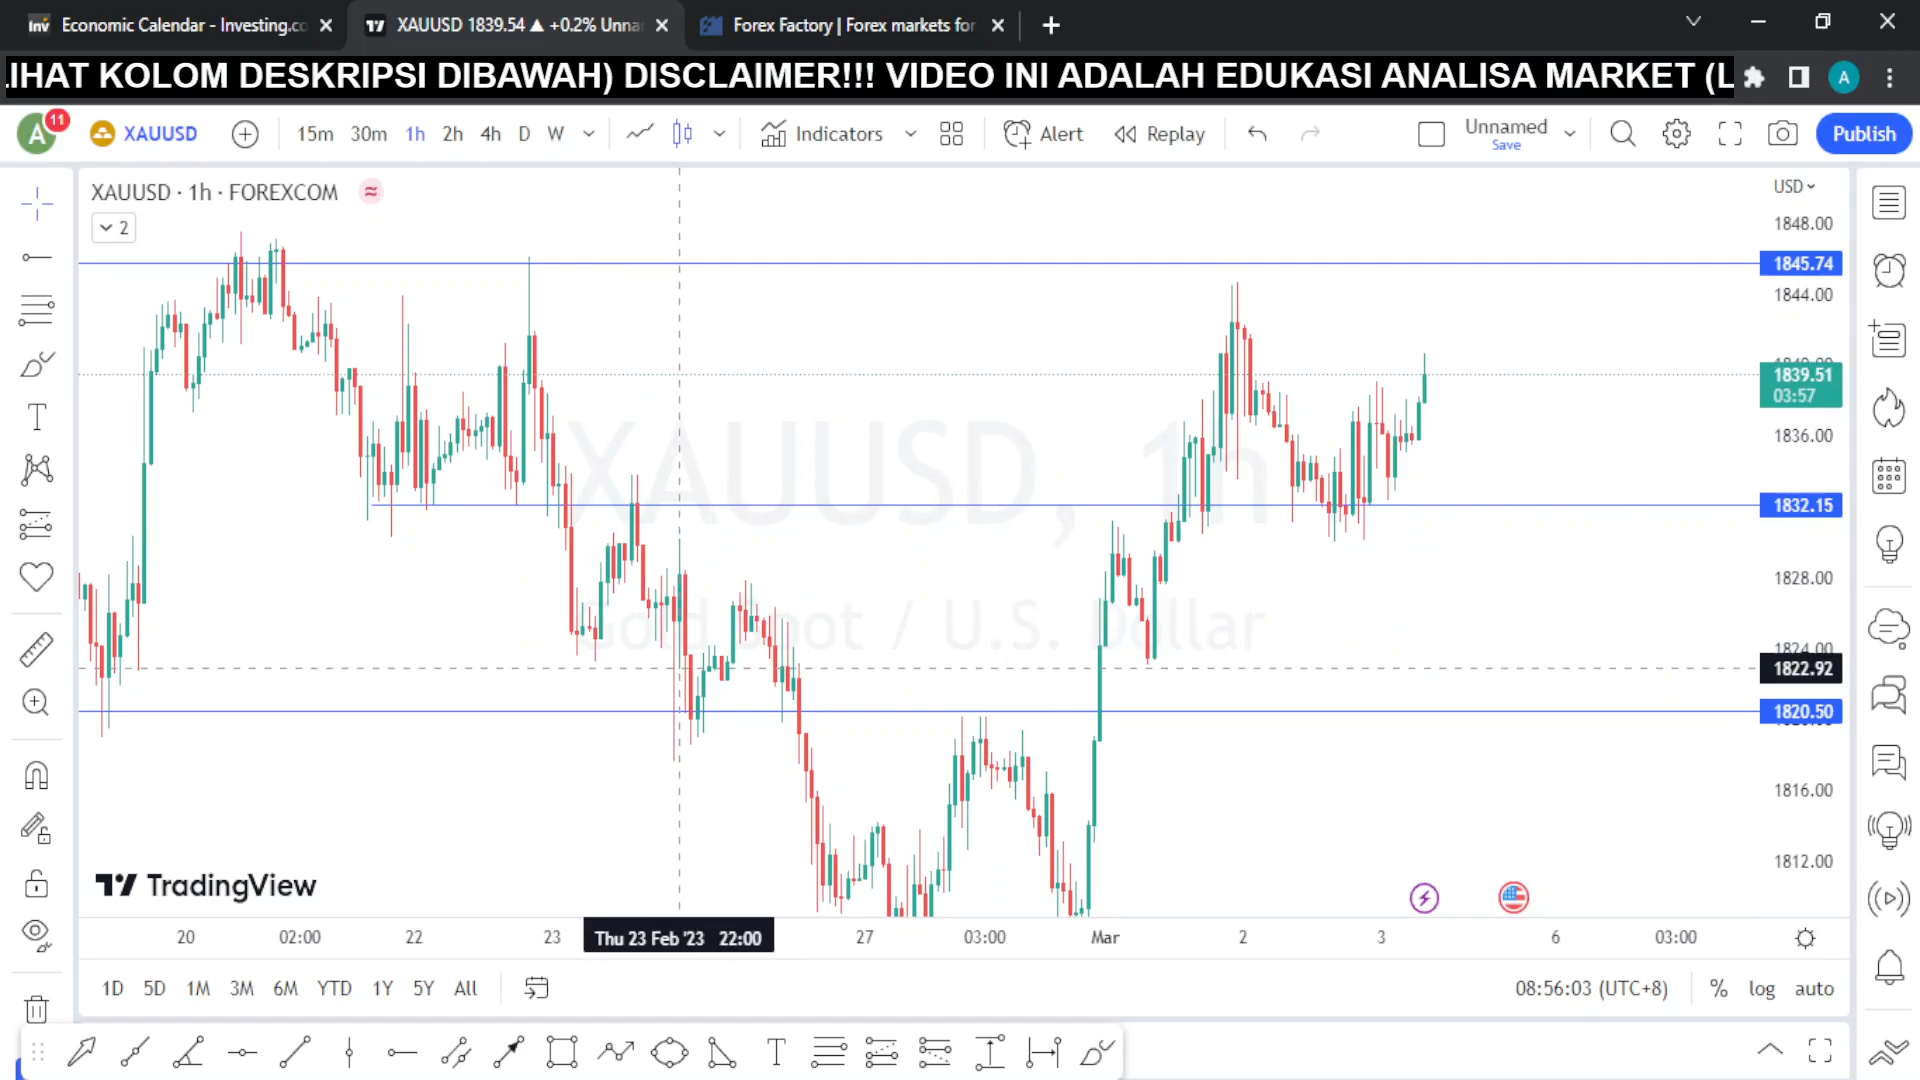 Economic Calendar - Investing.co
XAUUSD 1839.54 ▲ +0.2% Unna
Forex Factory | Forex markets for
.IHAT KOLOM DESKRIPSI DIBAWAH) DISCLAIMER!!! VIDEO INI ADALAH EDUKASI ANALISA MARKET (L
A
A 11
XAUUSD
15m 30m 1h 2h 4h D W
Indicators
Alert
Replay
Unnamed
Save
Publish
XAUUSD · 1h · FOREXCOM
2
USD
1848.00
1845.74
1844.00
1839.51
03:57
1836.00
1832.15
1828.00
1824.00
1822.92
1820.50
1816.00
1812.00
XAUUSD, 1h
Gold Spot / U.S. Dollar
TradingView
20 02:00 22 23 Thu 23 Feb '23 22:00 27 03:00 Mar 2 3 6 03:00
1D 5D 1M 3M 6M YTD 1Y 5Y All
08:56:03 (UTC+8) % log auto